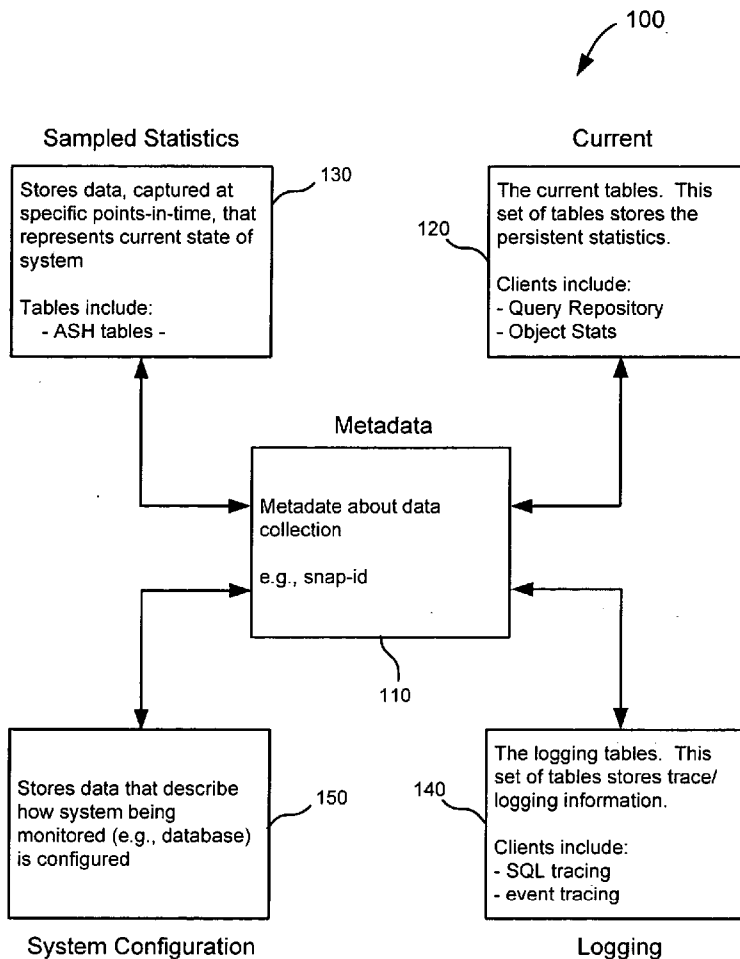 100
Sampled Statistics
Stores data, captured at
specific points-in-time, that
represents current state of
system
Tables include:
- ASH tables -
130
Current
The current tables. This
set of tables stores the
persistent statistics.
Clients include:
- Query Repository
- Object Stats
120
Metadata
Metadate about data
collection
e.g., snap-id
110
Stores data that describe
how system being
monitored (e.g., database)
is configured
150
System Configuration
The logging tables. This
set of tables stores trace/
logging information.
Clients include:
- SQL tracing
- event tracing
140
Logging